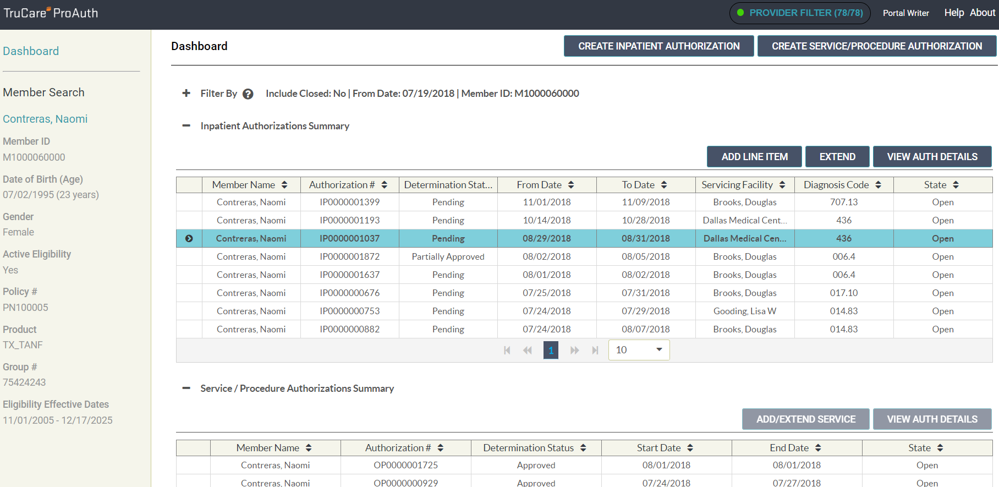 TruCare ProAuth
PROVIDER FILTER (78/78) Portal Writer Help About
Dashboard
Member Search
Contreras, Naomi
Member ID
M1000060000
Date of Birth (Age)
07/02/1995 (23 years)
Gender
Female
Active Eligibility
Yes
Policy #
PN100005
Product
TX_TANF
Group #
75424243
Eligibility Effective Dates
11/01/2005 - 12/17/2025
Dashboard
CREATE INPATIENT AUTHORIZATION CREATE SERVICE/PROCEDURE AUTHORIZATION
Filter By ? Include Closed: No | From Date: 07/19/2018 | Member ID: M1000060000
Inpatient Authorizations Summary
ADD LINE ITEM EXTEND VIEW AUTH DETAILS
Member Name Authorization # Determination Stat... From Date To Date Servicing Facility Diagnosis Code State
Contreras, Naomi IP0000001399 Pending 11/01/2018 11/09/2018 Brooks, Douglas 707.13 Open
Contreras, Naomi IP0000001193 Pending 10/14/2018 10/28/2018 Dallas Medical Cent... 436 Open
Contreras, Naomi IP0000001037 Pending 08/29/2018 08/31/2018 Dallas Medical Cen... 436 Open
Contreras, Naomi IP0000001872 Partially Approved 08/02/2018 08/05/2018 Brooks, Douglas 006.4 Open
Contreras, Naomi IP0000001637 Pending 08/01/2018 08/02/2018 Brooks, Douglas 006.4 Open
Contreras, Naomi IP0000000676 Pending 07/25/2018 07/31/2018 Brooks, Douglas 017.10 Open
Contreras, Naomi IP0000000753 Pending 07/24/2018 07/29/2018 Gooding, Lisa W 014.83 Open
Contreras, Naomi IP0000000882 Pending 07/24/2018 08/07/2018 Brooks, Douglas 014.83 Open
1 10
Service / Procedure Authorizations Summary
ADD/EXTEND SERVICE VIEW AUTH DETAILS
Member Name Authorization # Determination Status Start Date End Date State
Contreras, Naomi OP0000001725 Approved 08/01/2018 08/01/2018 Open
Contreras, Naomi OP0000000929 Approved 07/24/2018 07/27/2018 Open